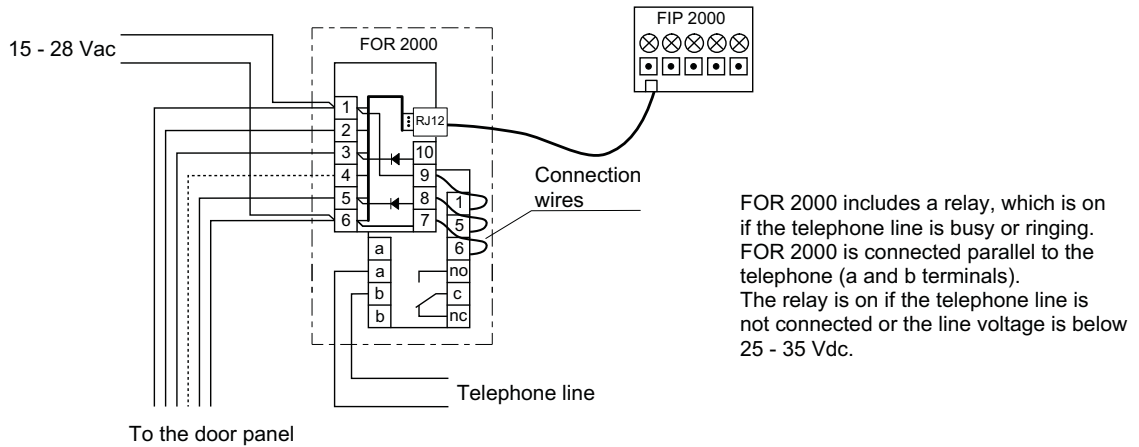 FIP 2000
15 - 28 Vac
FOR 2000
1
2
3
4
5
6
RJ12
10
9
8
7
1
5
6
no
c
nc
a
a
b
b
Connection
wires
Telephone line
To the door panel
FOR 2000 includes a relay, which is on
if the telephone line is busy or ringing.
FOR 2000 is connected parallel to the
telephone (a and b terminals).
The relay is on if the telephone line is
not connected or the line voltage is below
25 - 35 Vdc.